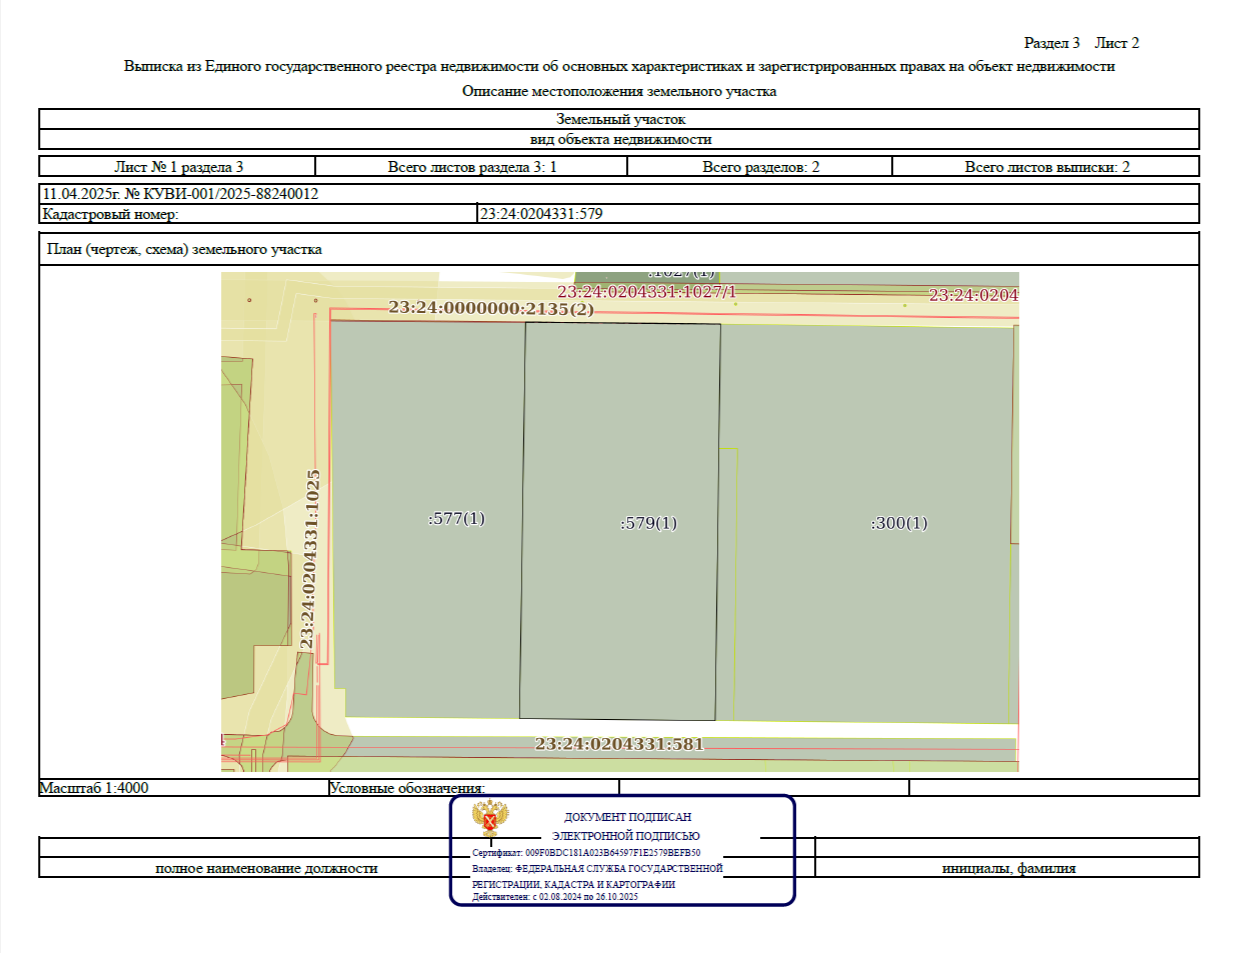 Раздел 3 Лист 2
Выписка из Единого государственного реестра недвижимости об основных характеристиках и зарегистрированных правах на объект недвижимости
Описание местоположения земельного участка
Земельный участок
вид объекта недвижимости
Лист № 1 раздела 3 Всего листов раздела 3: 1 Всего разделов: 2 Всего листов выписки: 2
11.04.2025г. № КУВИ-001/2025-88240012
Кадастровый номер: 23:24:0204331:579
План (чертеж, схема) земельного участка
:1027(1)
23:24:0204331:1027/1
23:24:0204
23:24:0000000:2135(2)
23:24:0204331:1025
:577(1)
:579(1)
:300(1)
23:24:0204331:581
Масштаб 1:4000 Условные обозначения:
ДОКУМЕНТ ПОДПИСАН
ЭЛЕКТРОННОЙ ПОДПИСЬЮ
Сертификат: 009F0BDC181A023B64597F1E2579BEFB50
Владелец: ФЕДЕРАЛЬНАЯ СЛУЖБА ГОСУДАРСТВЕННОЙ
РЕГИСТРАЦИИ, КАДАСТРА И КАРТОГРАФИИ
Действителен: с 02.08.2024 по 26.10.2025
полное наименование должности
инициалы, фамилия